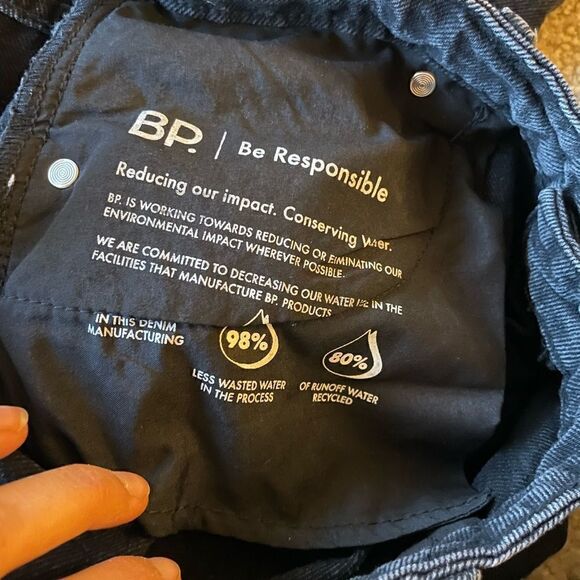 BP. | Be Responsible
Reducing our impact. Conserving Water.
BP. IS WORKING TOWARDS REDUCING OR ELIMINATING OUR
ENVIRONMENTAL IMPACT WHEREVER POSSIBLE.
WE ARE COMMITTED TO DECREASING OUR WATER USE IN THE
FACILITIES THAT MANUFACTURE BP. PRODUCTS
IN THIS DENIM
MANUFACTURING
98%
LESS WASTED WATER
IN THE PROCESS
80%
OF RUNOFF WATER
RECYCLED